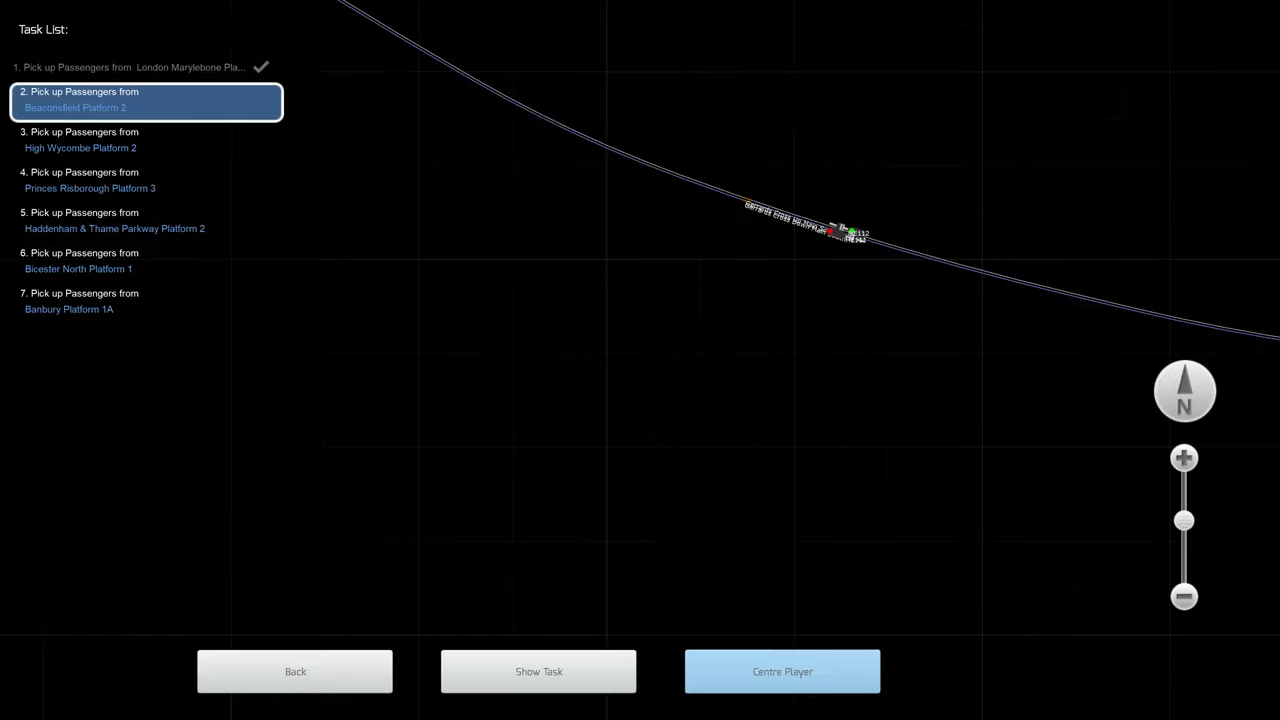 Task List:
1. Pick up Passengers from London Marylebone Pla...
2. Pick up Passengers from
Beaconsfield Platform 2
3. Pick up Passengers from
High Wycombe Platform 2
4. Pick up Passengers from
Princes Risborough Platform 3
5. Pick up Passengers from
Haddenham & Thame Parkway Platform 2
6. Pick up Passengers from
Bicester North Platform 1
7. Pick up Passengers from
Banbury Platform 1A
Gerrards Cross
N
Back
Show Task
Centre Player